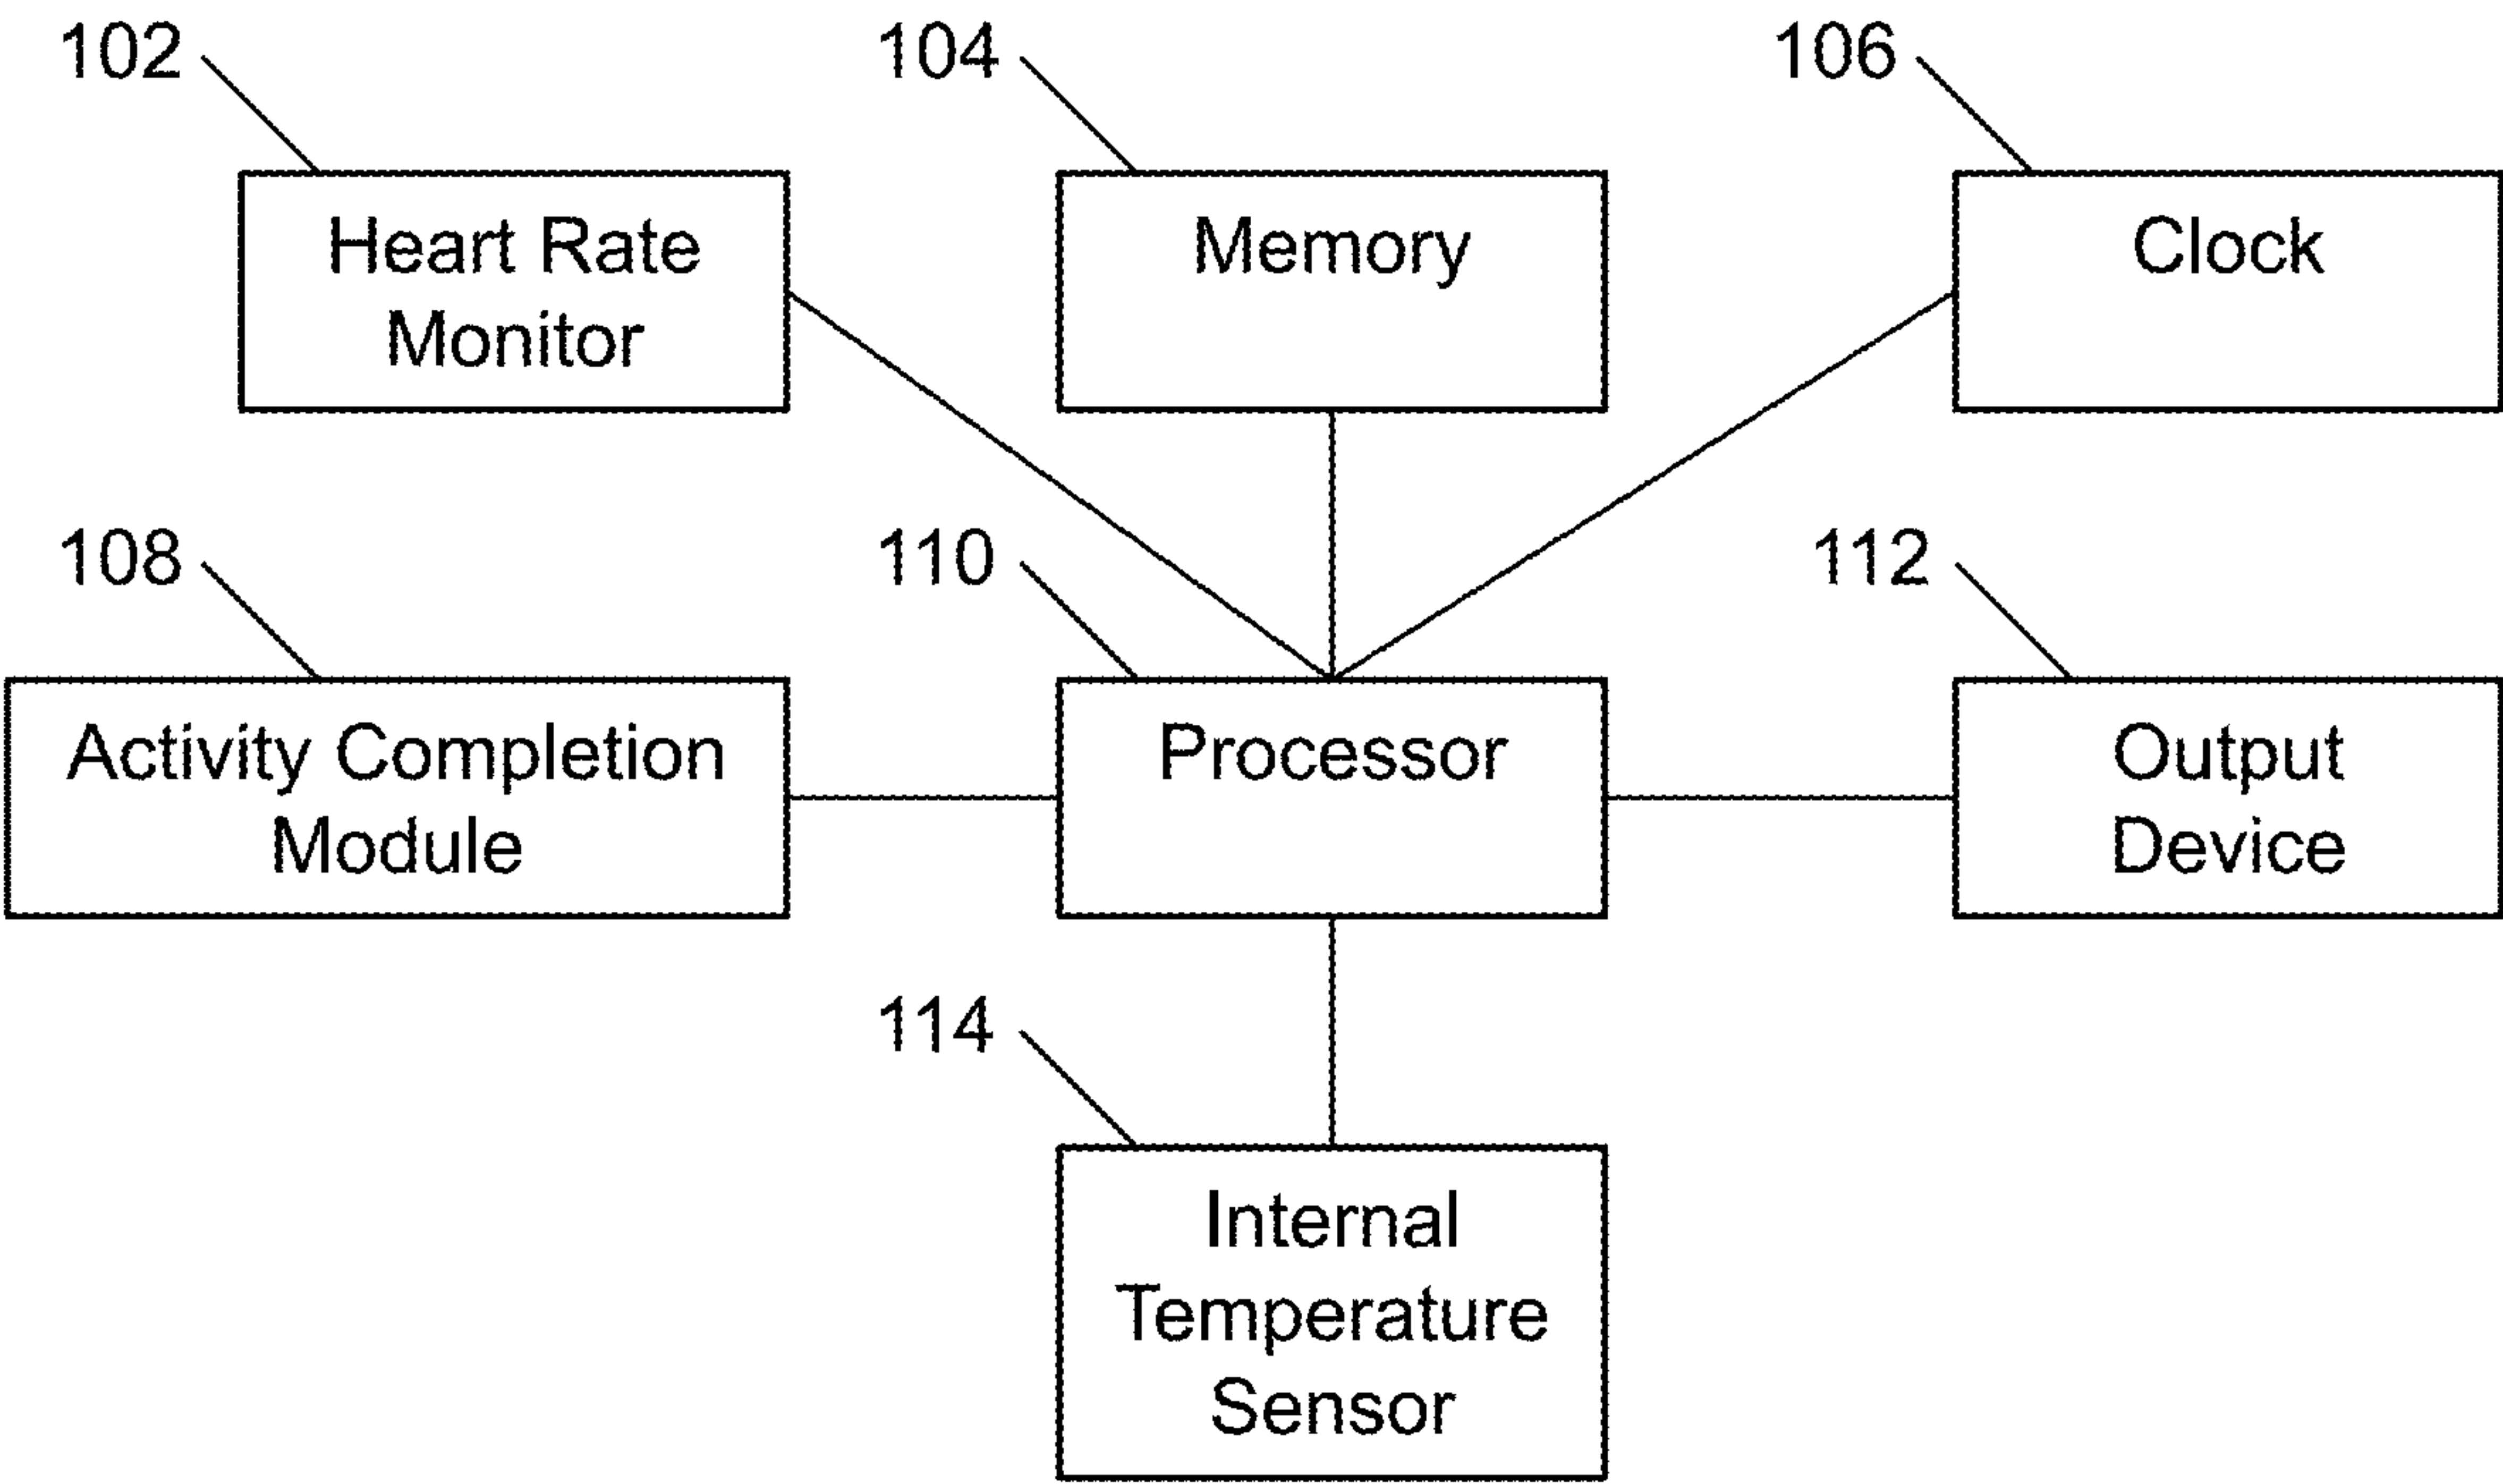 102
104
106
Heart Rate
Monitor
Memory
Clock
108
110
112
Activity Completion
Module
Processor
Output
Device
114
Internal
Temperature
Sensor